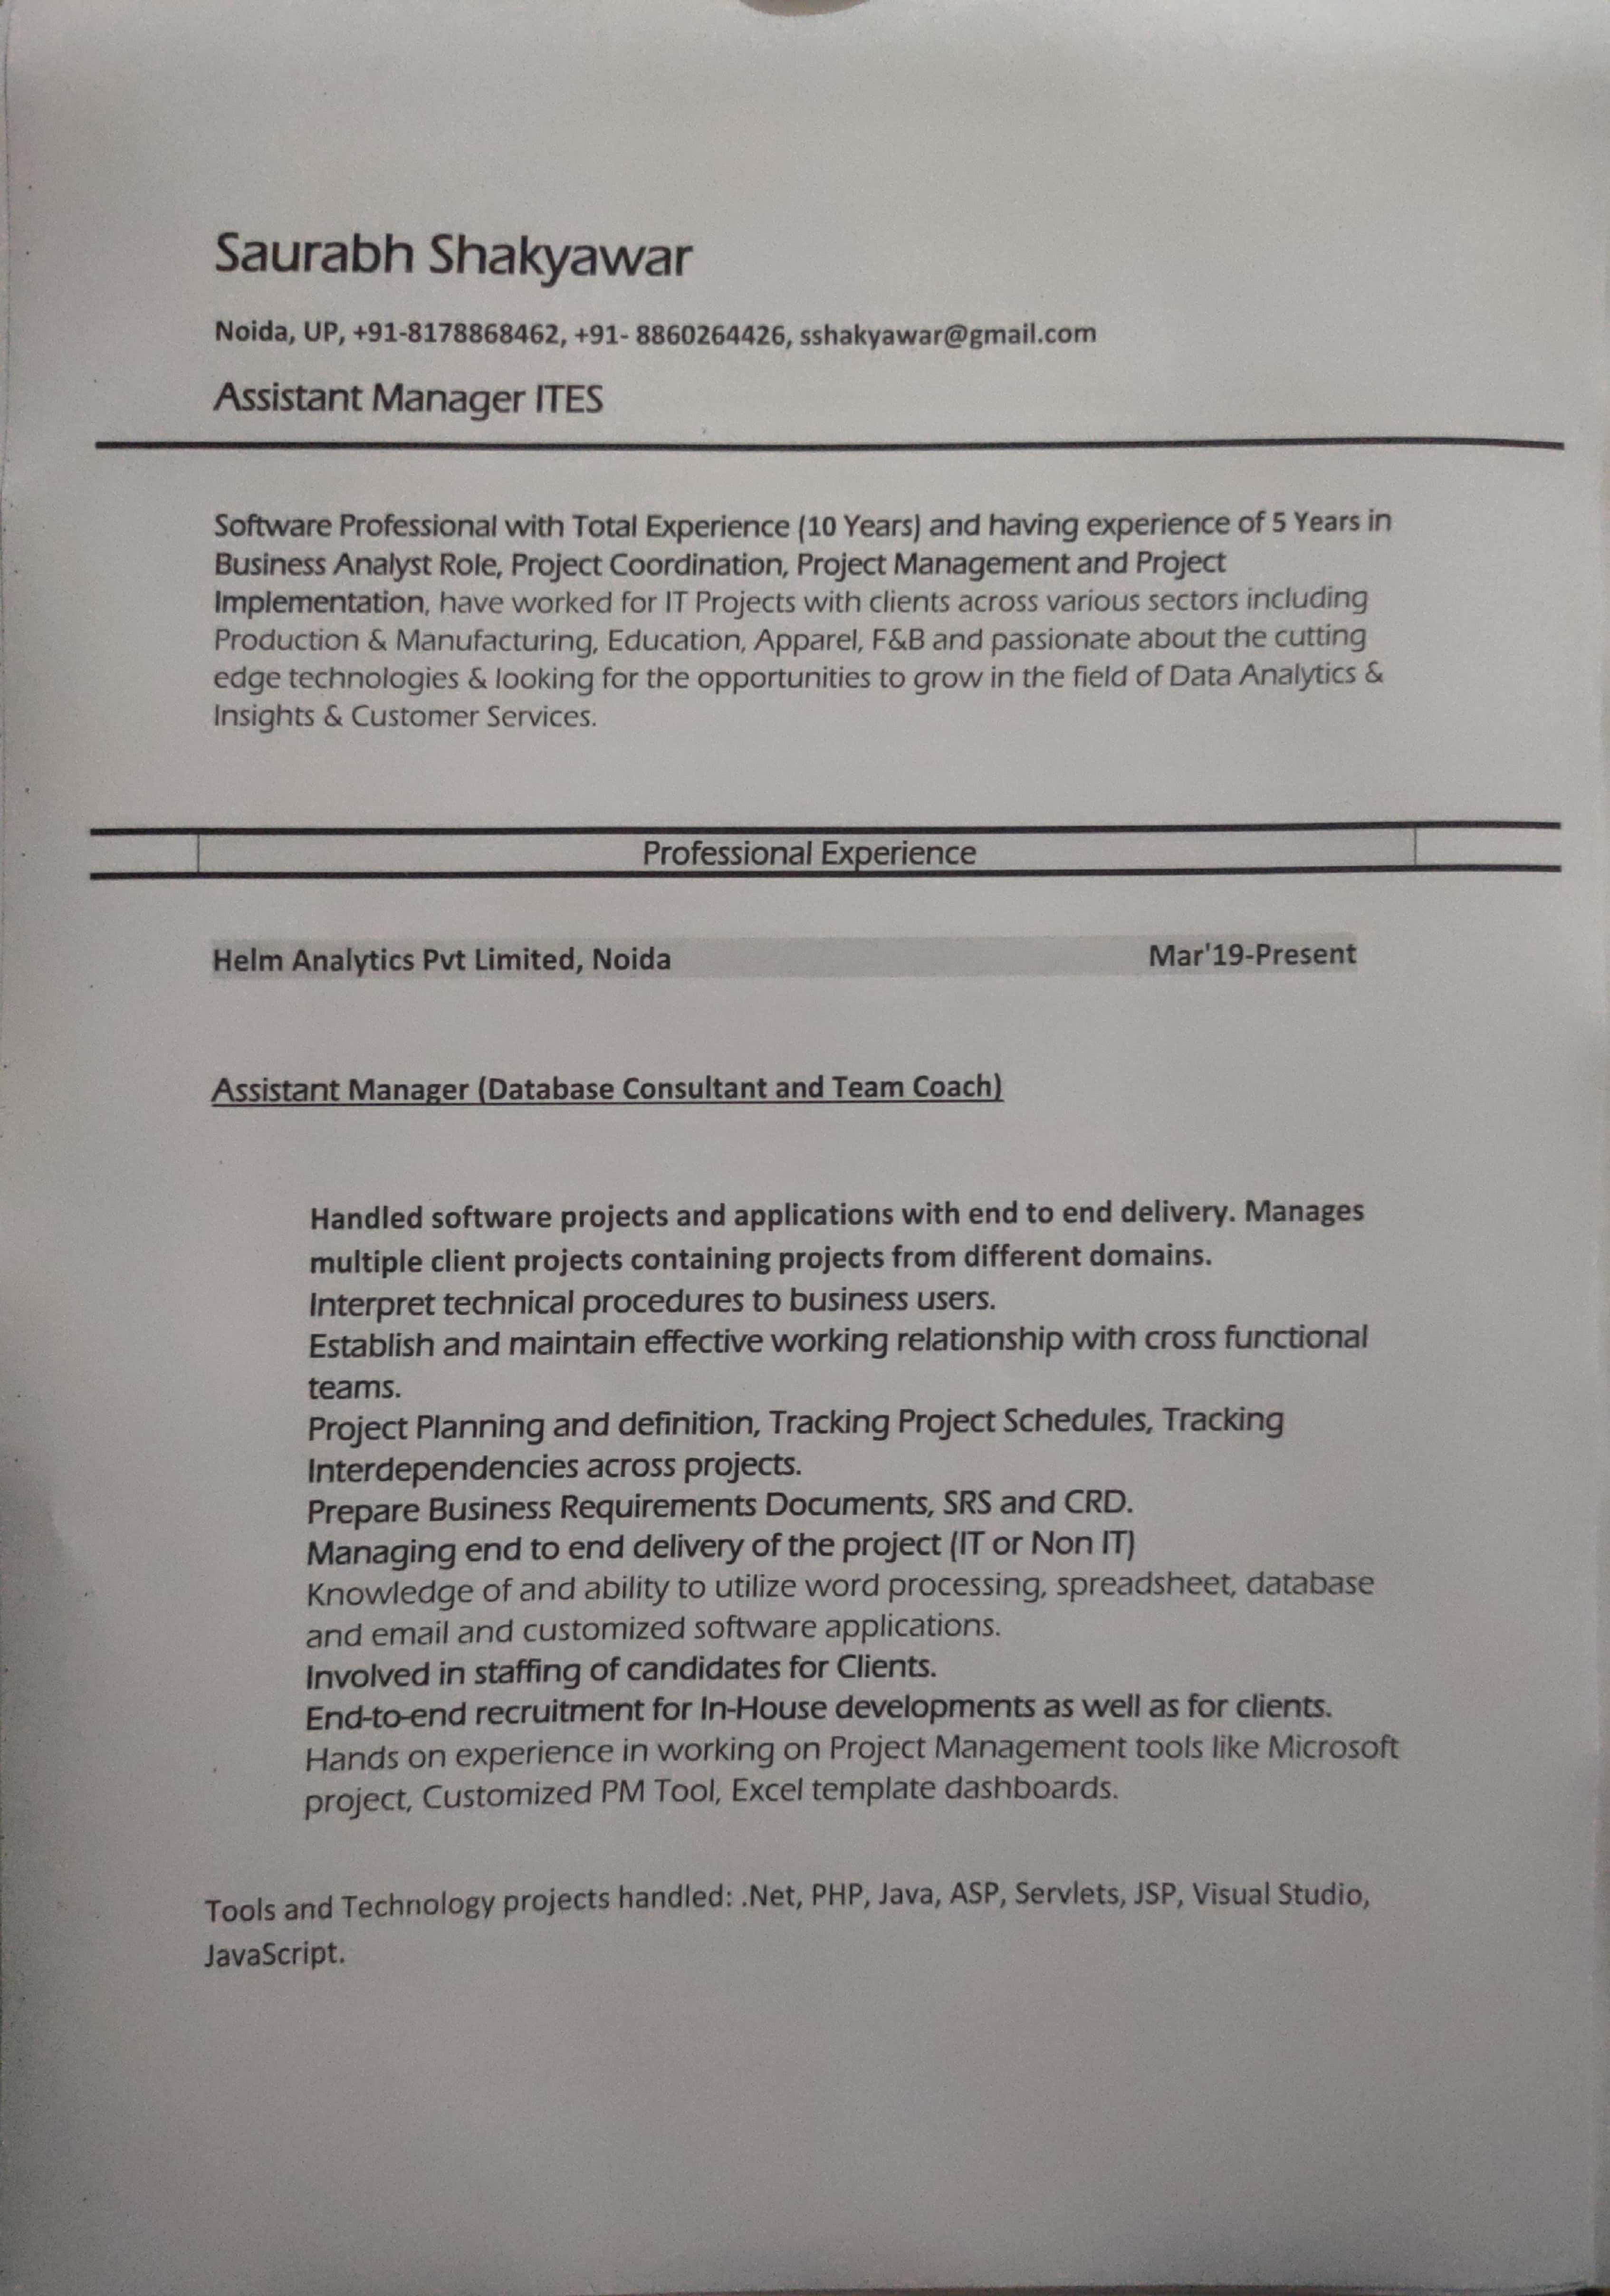 Saurabh Shakyawar
Noida, UP, +91-8178868462, +91- 8860264426, sshakyawar@gmail.com
Assistant Manager ITES
Software Professional with Total Experience (10 Years) and having experience of 5 Years in
Business Analyst Role, Project Coordination, Project Management and Project
Implementation, have worked for IT Projects with clients across various sectors including
Production & Manufacturing, Education, Apparel, F&B and passionate about the cutting
edge technologies & looking for the opportunities to grow in the field of Data Analytics &
Insights & Customer Services.
Professional Experience
Helm Analytics Pvt Limited, Noida Mar'19-Present
Assistant Manager (Database Consultant and Team Coach)
Handled software projects and applications with end to end delivery. Manages
multiple client projects containing projects from different domains.
Interpret technical procedures to business users.
Establish and maintain effective working relationship with cross functional
teams.
Project Planning and definition, Tracking Project Schedules, Tracking
Interdependencies across projects.
Prepare Business Requirements Documents, SRS and CRD.
Managing end to end delivery of the project (IT or Non IT)
Knowledge of and ability to utilize word processing, spreadsheet, database
and email and customized software applications.
Involved in staffing of candidates for Clients.
End-to-end recruitment for In-House developments as well as for clients.
Hands on experience in working on Project Management tools like Microsoft
project, Customized PM Tool, Excel template dashboards.
Tools and Technology projects handled: .Net, PHP, Java, ASP, Servlets, JSP, Visual Studio,
JavaScript.